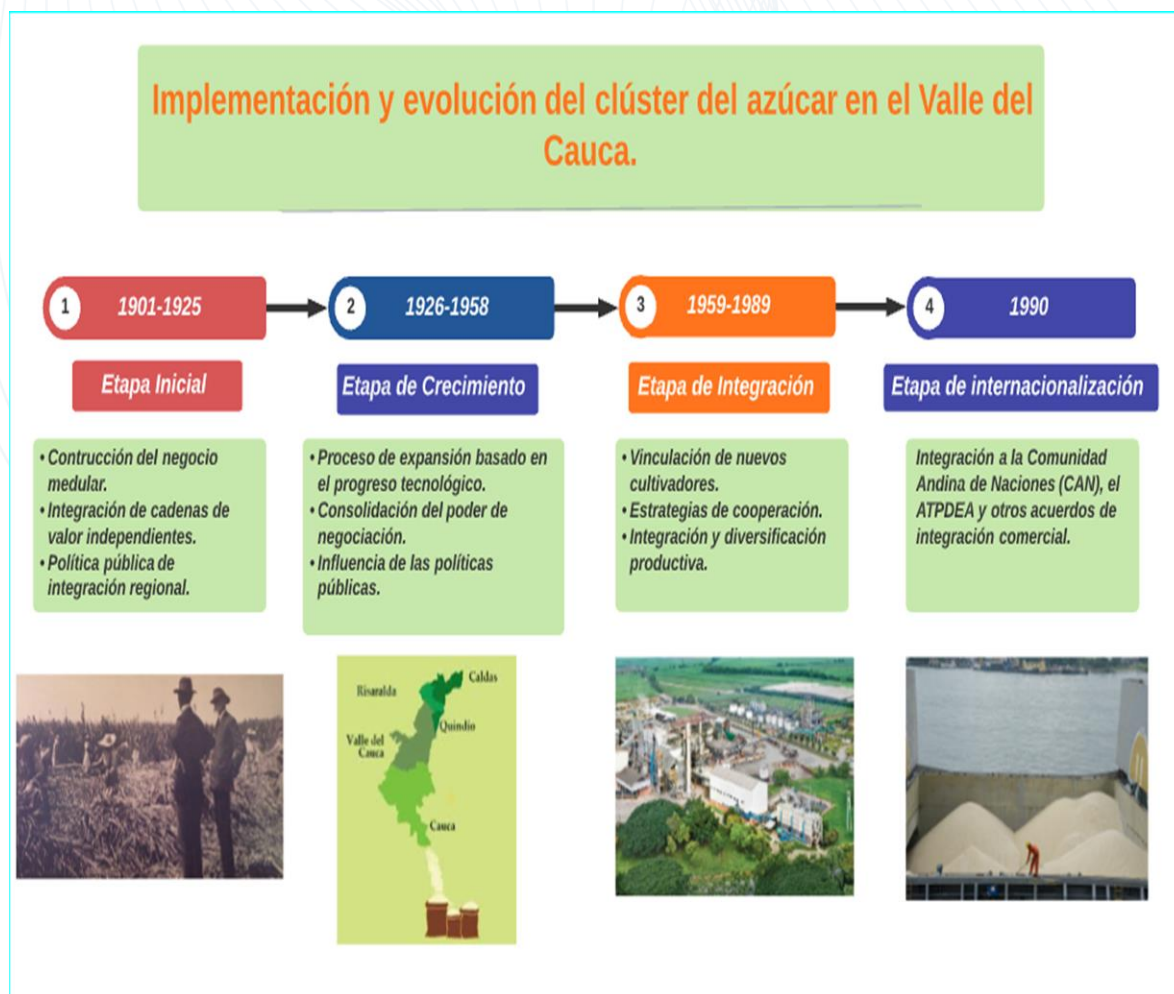 Implementación y evolución del clúster del azúcar en el Valle del
Cauca.
1
1901-1925
2
1926-1958
3
1959-1989
4
1990
Etapa Inicial
Etapa de Crecimiento
Etapa de Integración
Etapa de internacionalización
• Contrucción del negocio
medular.
• Integración de cadenas de
valor independientes.
• Política pública de
integración regional.
• Proceso de expansión basado en
el progreso tecnológico.
• Consolidación del poder de
negociación.
• Influencia de las políticas
públicas.
• Vinculación de nuevos
cultivadores.
• Estrategias de cooperación.
• Integración y diversificación
productiva.
Integración a la Comunidad
Andina de Naciones (CAN), el
ATPDEA y otros acuerdos de
integración comercial.
Caldas
Risaralda
Quindío
Valle del
Cauca
Cauca